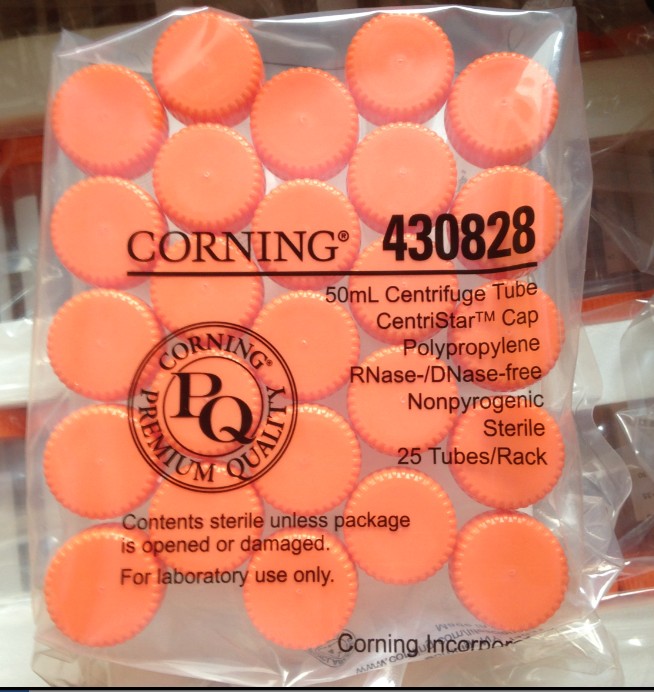 CORNING® 430828
50mL Centrifuge Tube
CentriStar™ Cap
Polypropylene
RNase-/DNase-free
Nonpyrogenic
Sterile
25 Tubes/Rack
CORNING®
PQ
PREMIUM QUALITY
Contents sterile unless package
is opened or damaged.
For laboratory use only.
Corning